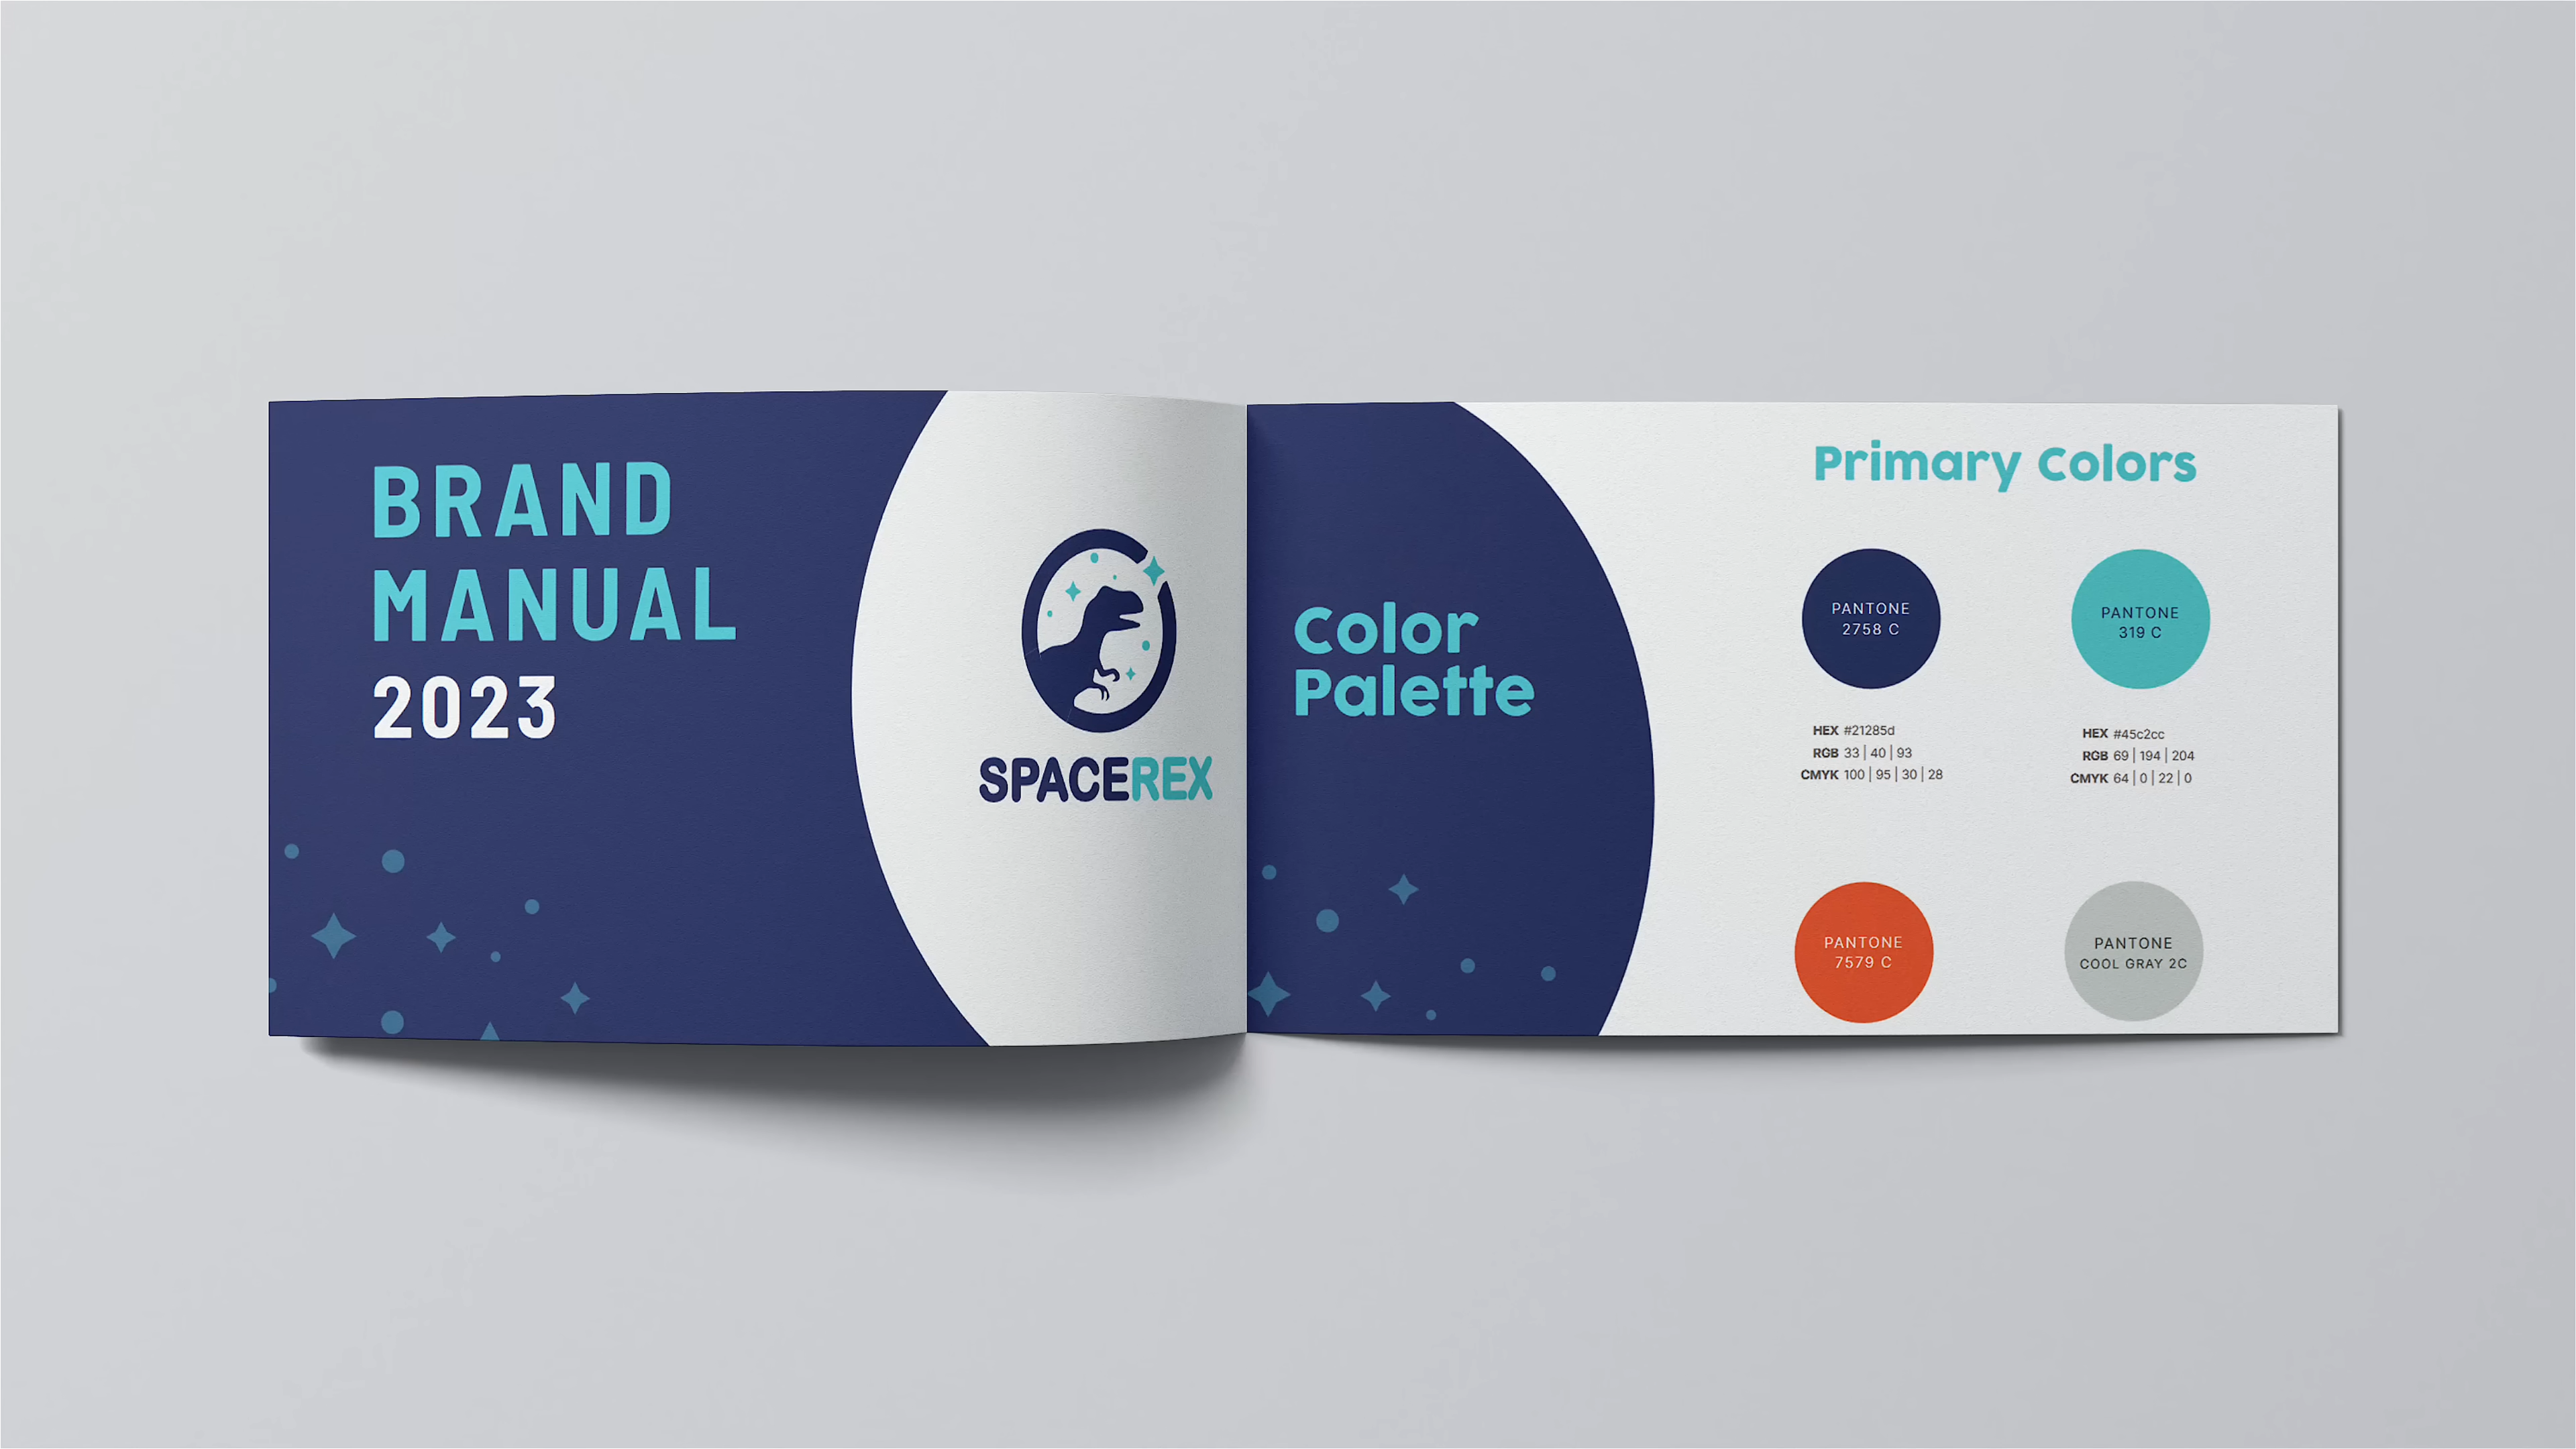 BRAND
MANUAL
2023
SPACEREX
Color
Palette
Primary Colors
PANTONE
2758 C
HEX #21285d
RGB 33 | 40 | 93
CMYK 100 | 95 | 30 | 28
PANTONE
319 C
HEX #45c2cc
RGB 69 | 194 | 204
CMYK 64 | 0 | 22 | 0
PANTONE
7579 C
PANTONE
COOL GRAY 2C